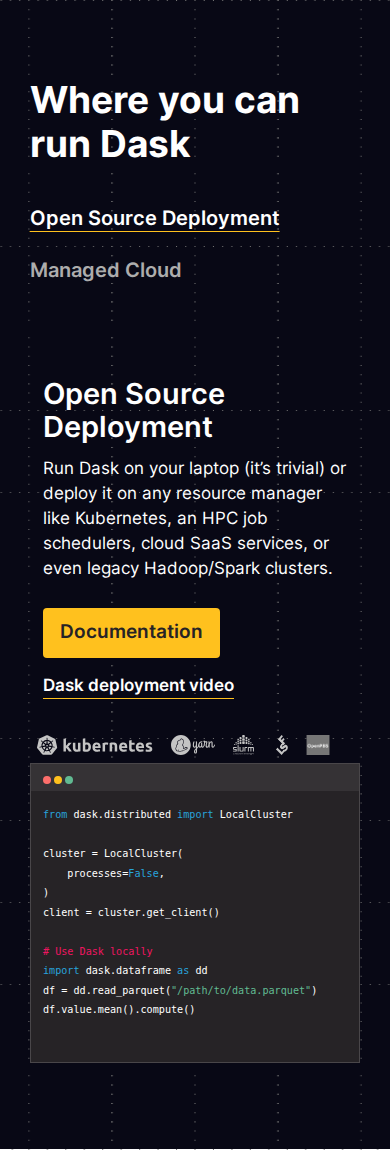 Where you can
run Dask
Open Source Deployment
Managed Cloud
Open Source
Deployment
Run Dask on your laptop (it’s trivial) or
deploy it on any resource manager
like Kubernetes, an HPC job
schedulers, cloud SaaS services, or
even legacy Hadoop/Spark clusters.
Documentation
Dask deployment video
kubernetes yarn slurm OpenPBS
from dask.distributed import LocalCluster
cluster = LocalCluster(
    processes=False,
)
client = cluster.get_client()
# Use Dask locally
import dask.dataframe as dd
df = dd.read_parquet("/path/to/data.parquet")
df.value.mean().compute()